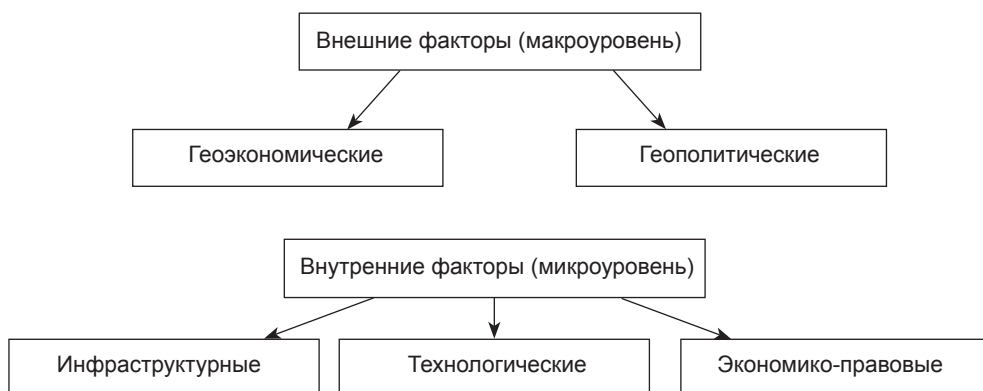 Внешние факторы (макроуровень)
Геоэкономические
Геополитические
Внутренние факторы (микроуровень)
Инфраструктурные
Технологические
Экономико-правовые